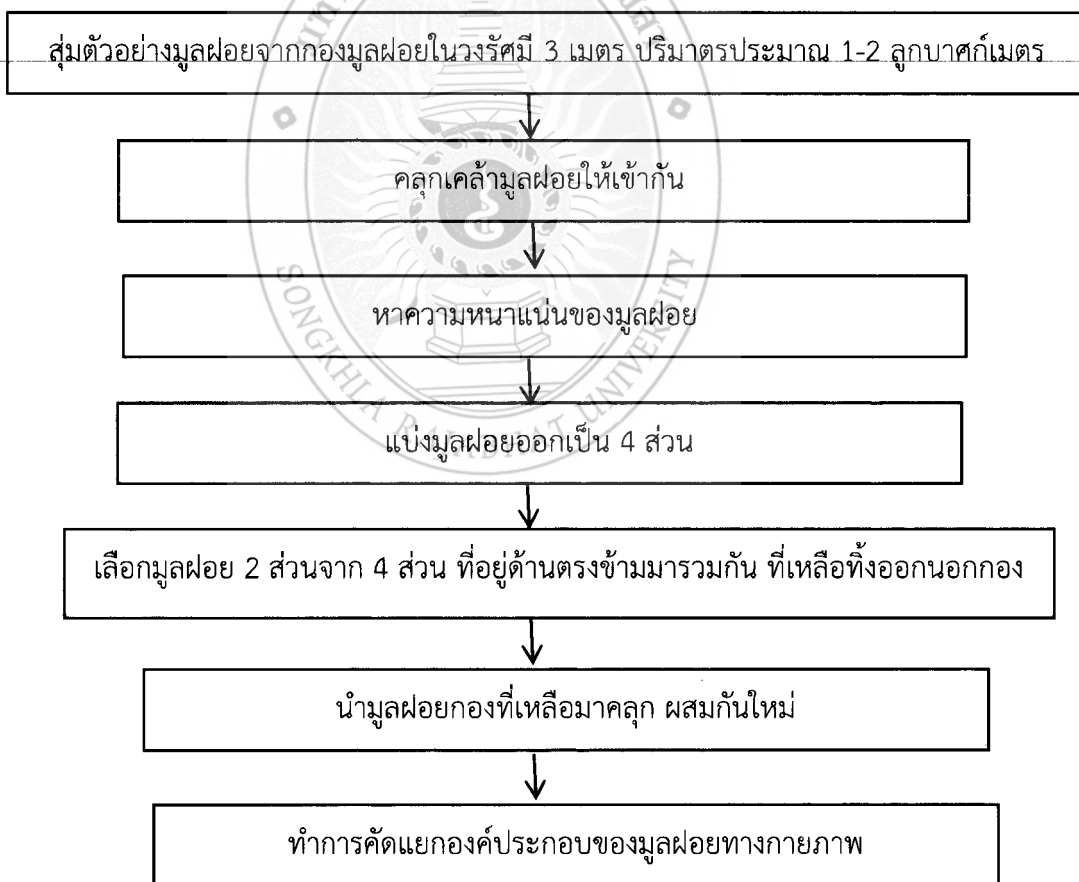 สุ่มตัวอย่างมูลฝอยจากกองมูลฝอยในวงรัศมี 3 เมตร ปริมาตรประมาณ 1-2 ลูกบาศก์เมตร
คลุกเคล้ามูลฝอยให้เข้ากัน
หาความหนาแน่นของมูลฝอย
แบ่งมูลฝอยออกเป็น 4 ส่วน
เลือกมูลฝอย 2 ส่วนจาก 4 ส่วน ที่อยู่ด้านตรงข้ามมารวมกัน ที่เหลือทิ้งออกนอกกอง
นำมูลฝอยกองที่เหลือมาคลุก ผสมกันใหม่
ทำการคัดแยกองค์ประกอบของมูลฝอยทางกายภาพ
SONGKHLA RAJABHAT UNIVERSITY